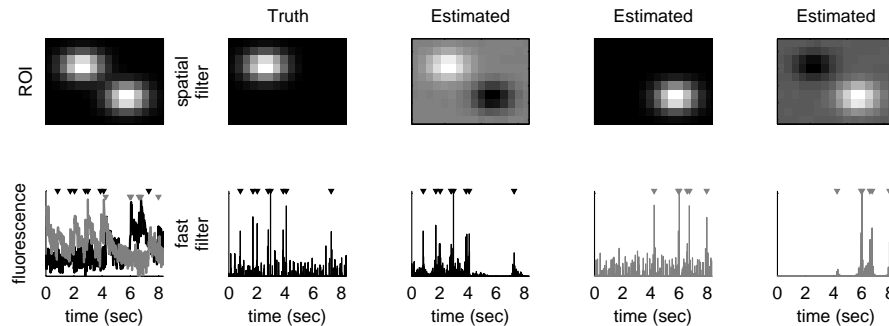 Truth
Estimated
Estimated
Estimated
ROI
spatial
filter
fluorescence
fast
filter
0 2 4 6 8
0 2 4 6 8
0 2 4 6 8
0 2 4 6 8
0 2 4 6 8
time (sec)
time (sec)
time (sec)
time (sec)
time (sec)